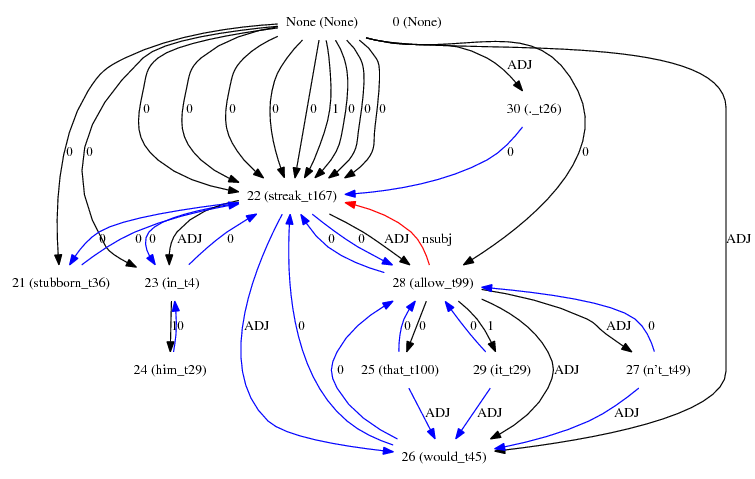 None (None) 0 (None)
ADJ
30 (._t26)
0 0 0 0 0 1 0 0 0
0 0 0 0
22 (streak_t167)
0 0 0 ADJ 0 0 0 ADJ nsubj ADJ
21 (stubborn_t36) 23 (in_t4) 28 (allow_t99)
10 ADJ 0 0 0 0 1 ADJ 0
24 (him_t29) 0 25 (that_t100) 29 (it_t29) ADJ 27 (n't_t49)
ADJ ADJ ADJ
26 (would_t45)